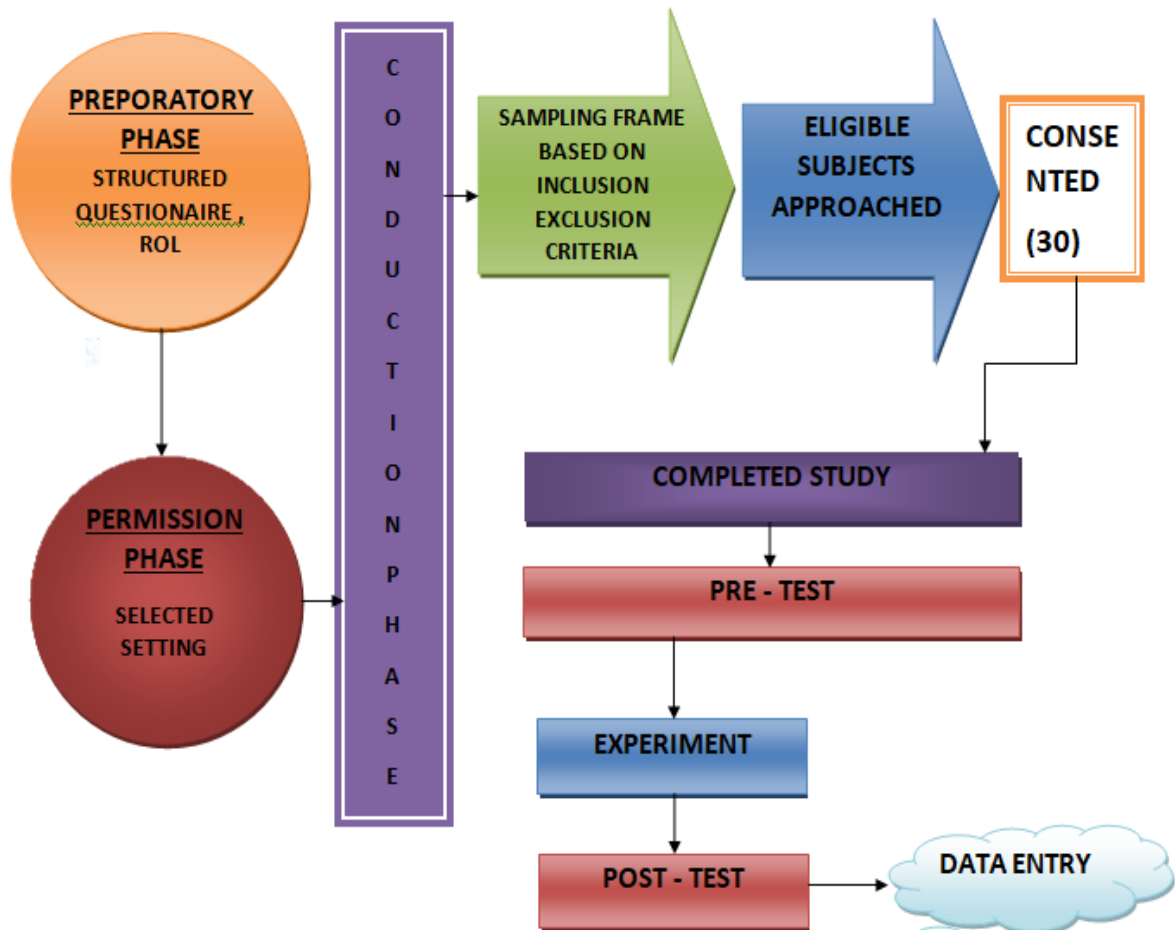 PREPORATORY
PHASE
STRUCTURED
QUESTIONAIRE ,
ROL
PERMISSION
PHASE
SELECTED
SETTING
C
O
N
D
U
C
T
I
O
N
P
H
A
S
E
SAMPLING FRAME
BASED ON
INCLUSION
EXCLUSION
CRITERIA
ELIGIBLE
SUBJECTS
APPROACHED
CONSE
NTED
(30)
COMPLETED STUDY
PRE - TEST
EXPERIMENT
POST - TEST
DATA ENTRY